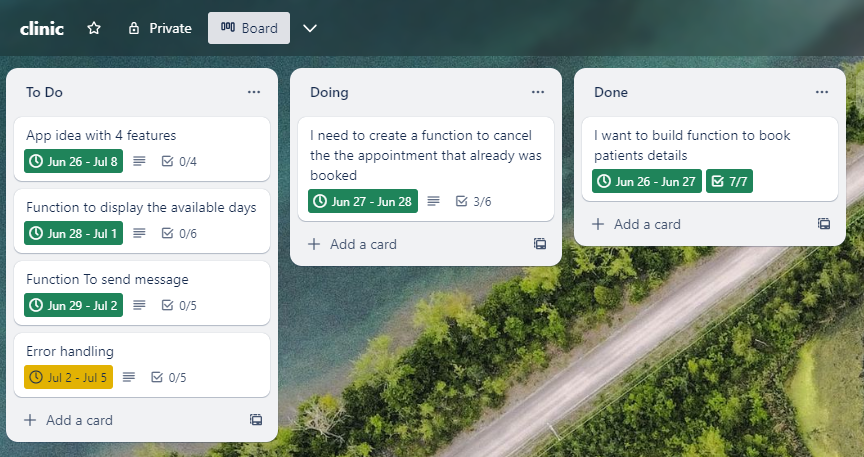 clinic
Private
Board
To Do
App idea with 4 features
Jun 26 - Jul 8
0/4
Function to display the available days
Jun 28 - Jul 1
0/6
Function To send message
Jun 29 - Jul 2
0/5
Error handling
Jul 2 - Jul 5
0/5
Add a card
Doing
I need to create a function to cancel
the the appointment that already was
booked
Jun 27 - Jun 28
3/6
Add a card
Done
I want to build function to book
patients details
Jun 26 - Jun 27
7/7
Add a card